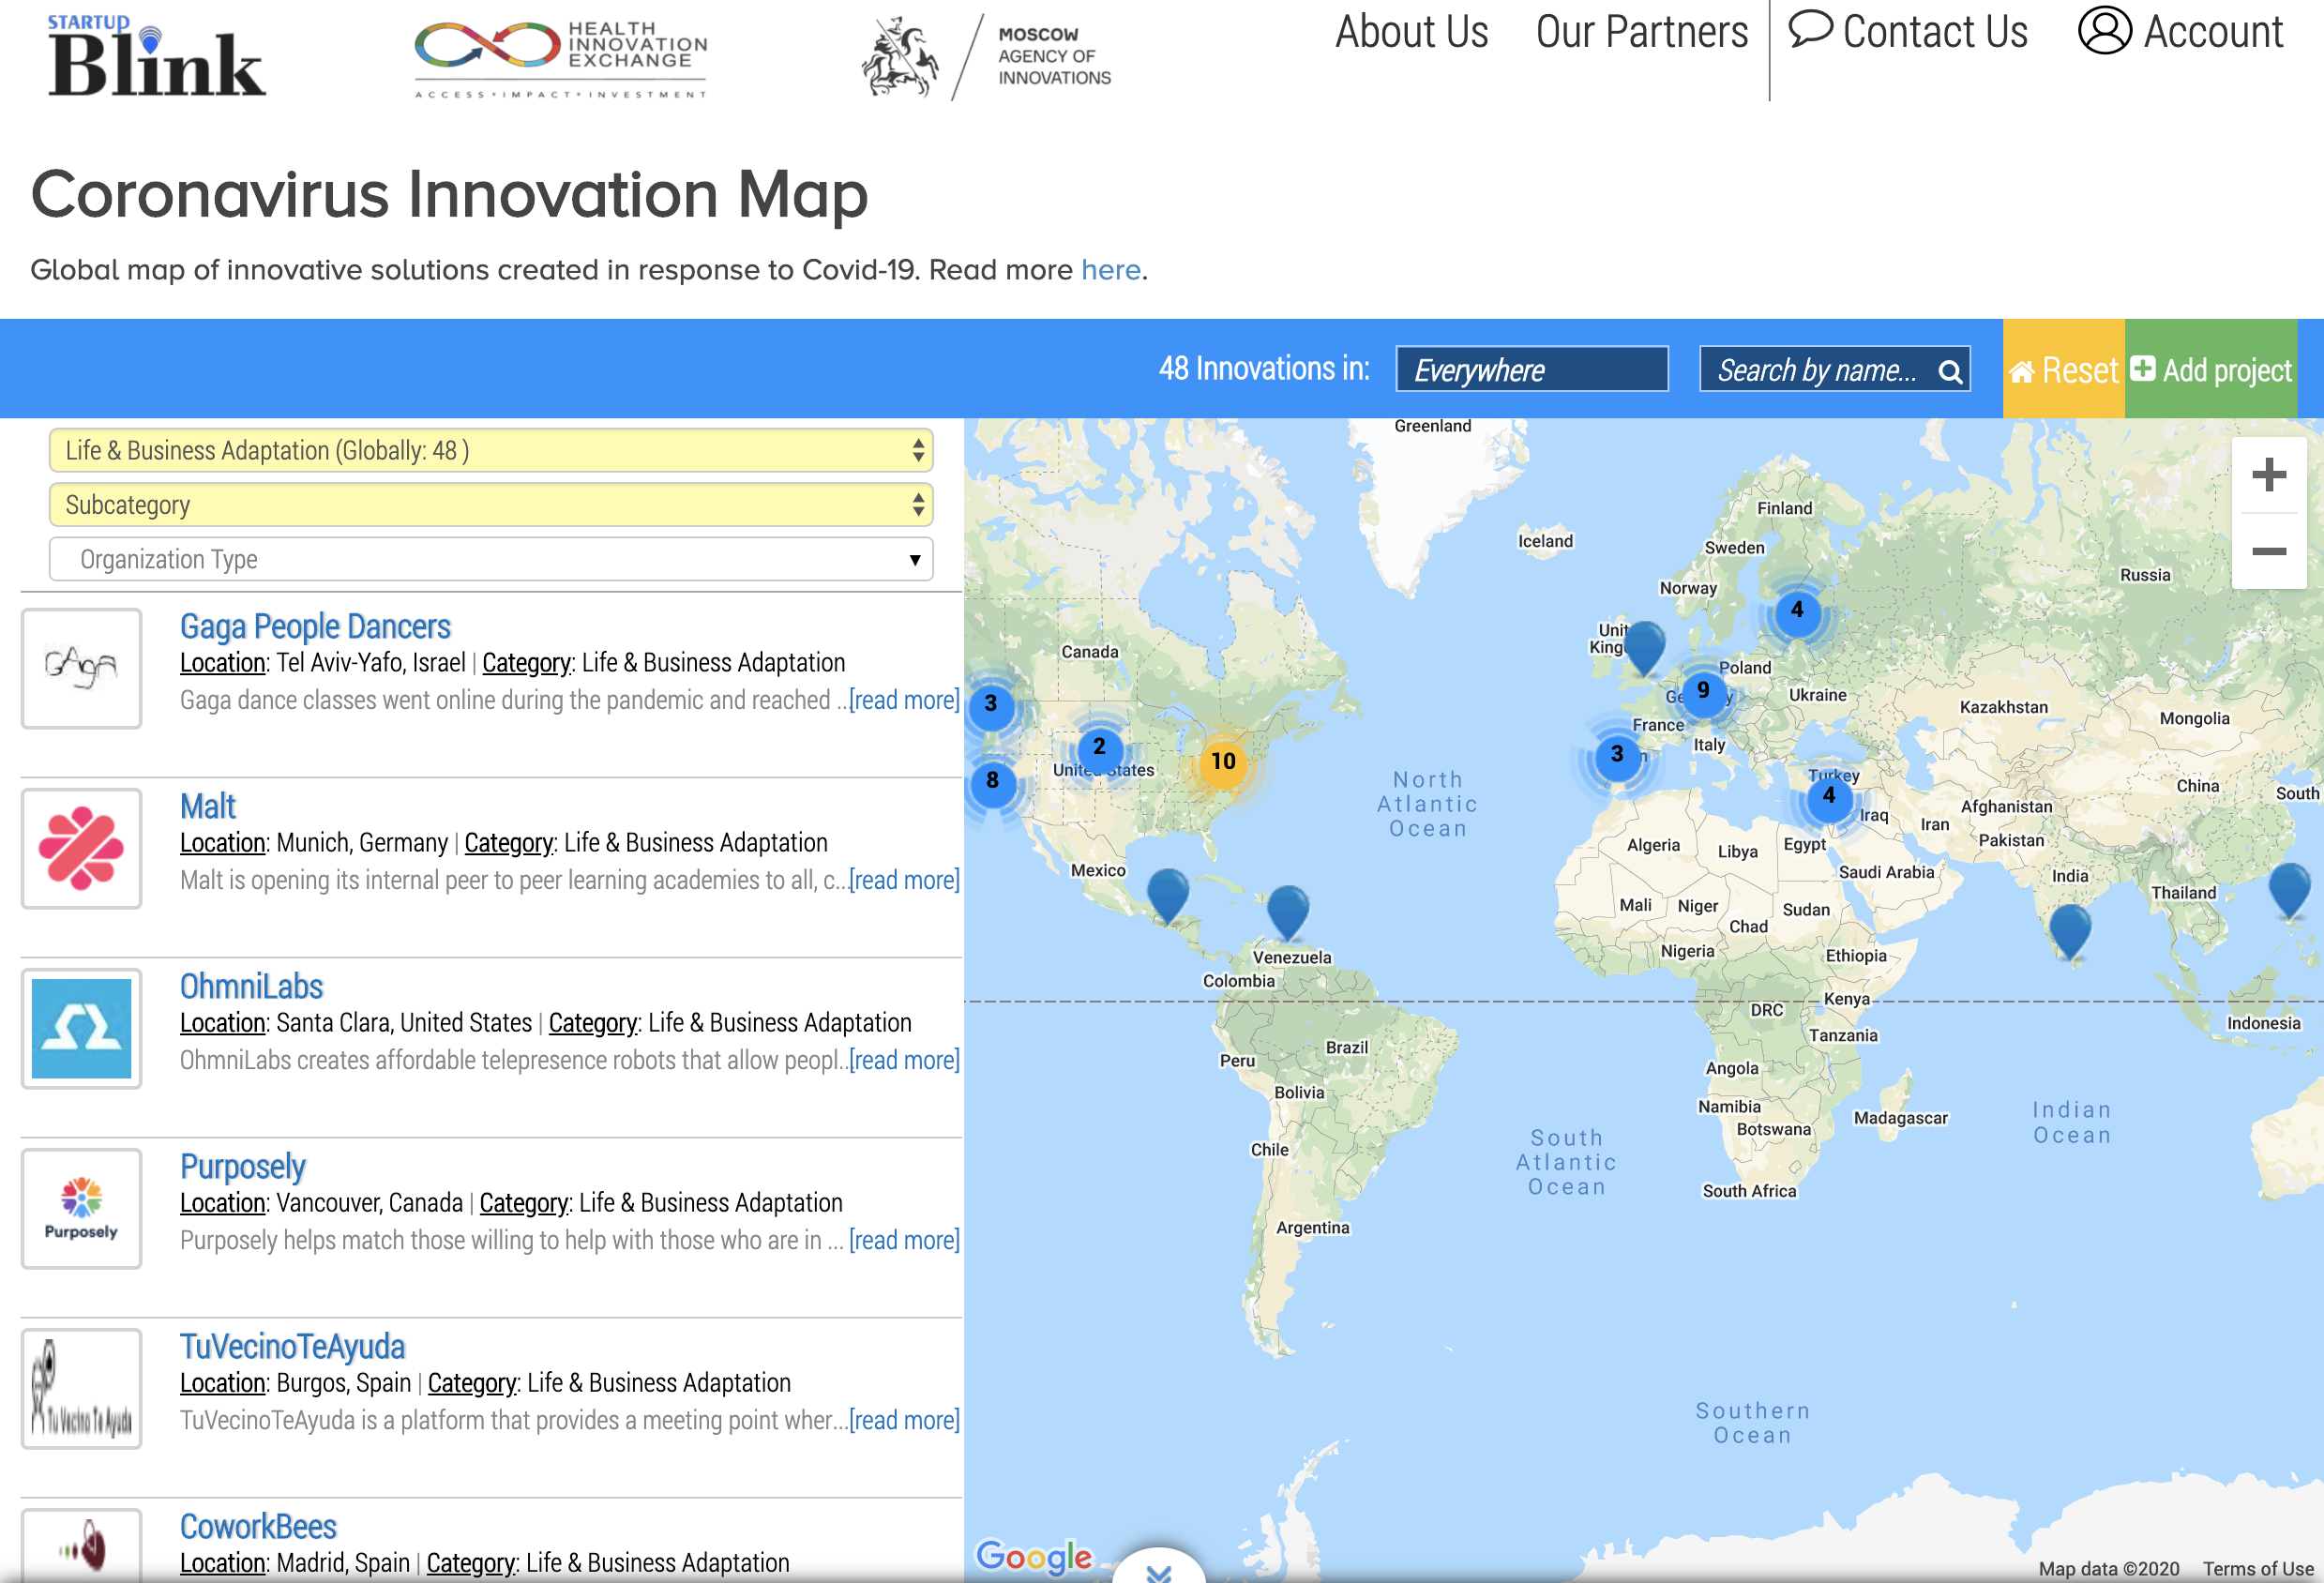 STARTUP
Blink
HEALTH
INNOVATION
EXCHANGE
ACCESS • IMPACT • INVESTMENT
MOSCOW
AGENCY OF
INNOVATIONS
About Us
Our Partners
Contact Us
Account
Coronavirus Innovation Map
Global map of innovative solutions created in response to Covid-19. Read more here.
48 Innovations in:
Everywhere
Search by name...
Reset
Add project
Life & Business Adaptation (Globally: 48 )
Subcategory
Organization Type
GAga
Gaga People Dancers
Location: Tel Aviv-Yafo, Israel | Category: Life & Business Adaptation
Gaga dance classes went online during the pandemic and reached ...[read more]
Malt
Location: Munich, Germany | Category: Life & Business Adaptation
Malt is opening its internal peer to peer learning academies to all, c...[read more]
OhmniLabs
Location: Santa Clara, United States | Category: Life & Business Adaptation
OhmniLabs creates affordable telepresence robots that allow peopl...[read more]
Purposely
Purposely
Location: Vancouver, Canada | Category: Life & Business Adaptation
Purposely helps match those willing to help with those who are in ... [read more]
Tu Vecino Te Ayuda
TuVecinoTeAyuda
Location: Burgos, Spain | Category: Life & Business Adaptation
TuVecinoTeAyuda is a platform that provides a meeting point wher...[read more]
CoworkBees
Location: Madrid, Spain | Category: Life & Business Adaptation
Greenland
Iceland
Finland
Sweden
Norway
Russia
4
Canada
Poland
Ukraine
Kazakhstan
Mongolia
3
9
France
Italy
2
10
3
United States
8
Turkey
4
China
South
Iraq
Iran
Afghanistan
Pakistan
Algeria
Libya
Egypt
Saudi Arabia
India
Thailand
Mexico
Mali
Niger
Chad
Sudan
Nigeria
Ethiopia
Venezuela
Colombia
DRC
Kenya
Tanzania
Indonesia
Peru
Brazil
Bolivia
Angola
Namibia
Botswana
Madagascar
Chile
South Africa
Argentina
North
Atlantic
Ocean
South
Atlantic
Ocean
Indian
Ocean
Southern
Ocean
Google
Map data ©2020
Terms of Use